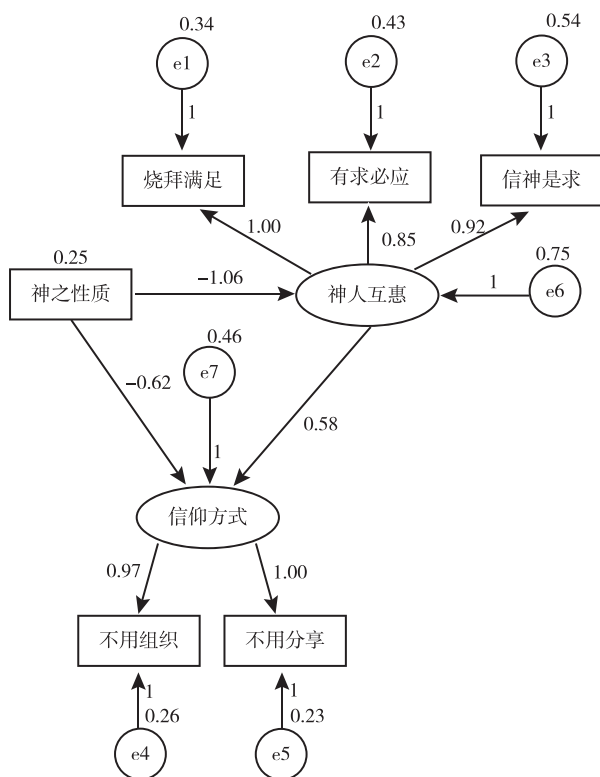 0.34
0.43
0.54
e1
e2
e3
1
1
1
烧拜满足
有求必应
信神是求
1.00
0.85
0.92
0.25
0.75
神之性质
−1.06
神人互惠
1
e6
0.46
e7
−0.62
0.58
1
信仰方式
0.97
1.00
不用组织
不用分享
1
1
0.26
0.23
e4
e5